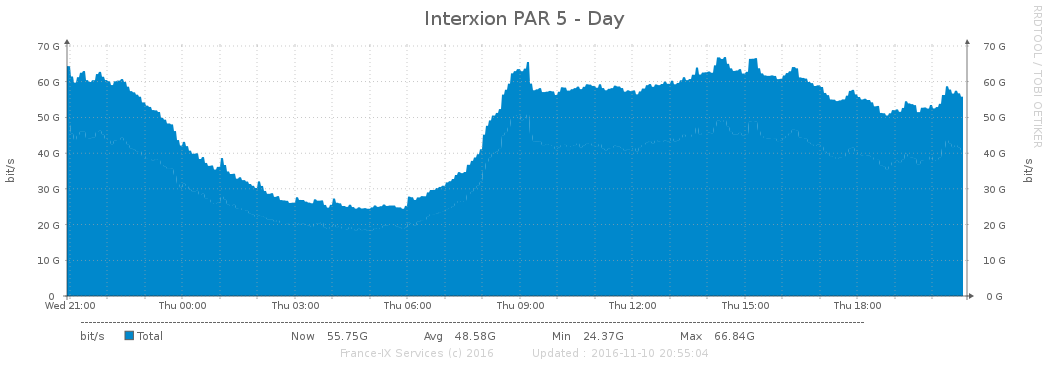 Interxion PAR 5 - Day
RRDTOOL / TOBI OETIKER
70 G 70 G
60 G 60 G
50 G 50 G
40 G 40 G
30 G 30 G
20 G 20 G
10 G 10 G
0 0 G
bit/s bit/s
Wed 21:00 Thu 00:00 Thu 03:00 Thu 06:00 Thu 09:00 Thu 12:00 Thu 15:00 Thu 18:00
bit/s Total Now 55.75G Avg 48.58G Min 24.37G Max 66.84G
France-IX Services (c) 2016 Updated : 2016-11-10 20:55:04